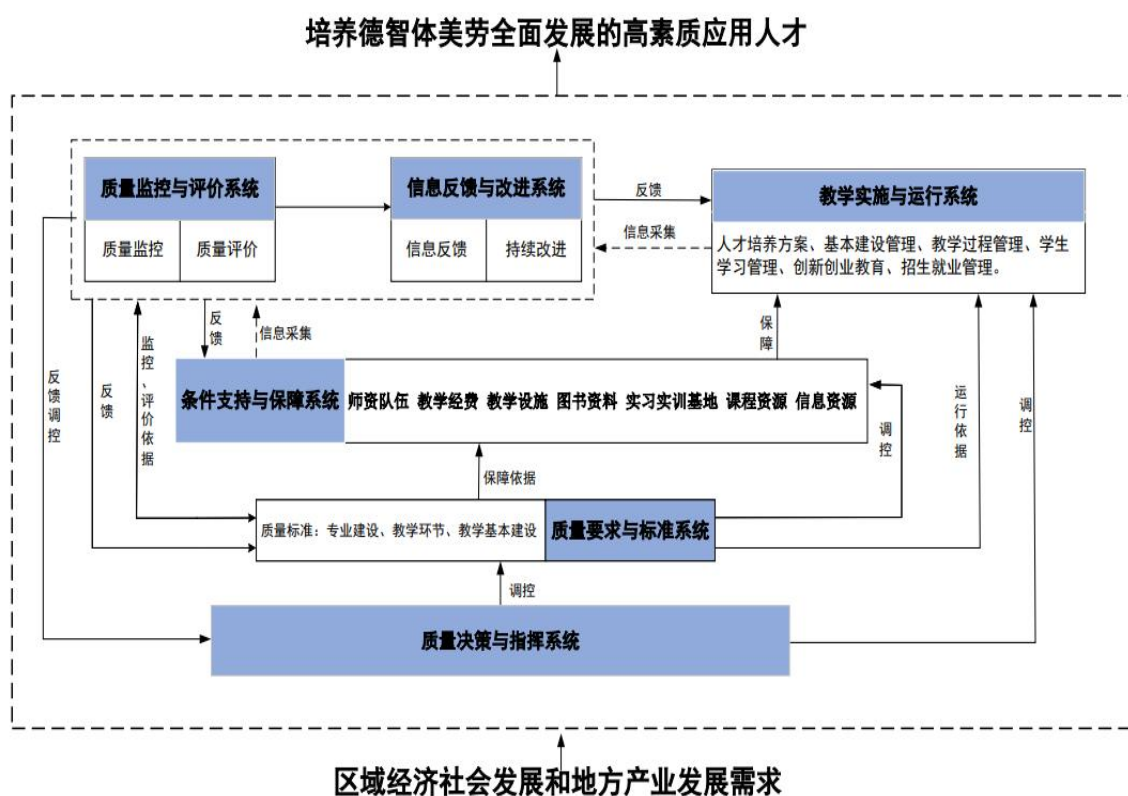 培养德智体美劳全面发展的高素质应用人才
质量监控与评价系统
质量监控
质量评价
信息反馈与改进系统
信息反馈
持续改进
反馈
信息采集
教学实施与运行系统
人才培养方案、基本建设管理、教学过程管理、学生
学习管理、创新创业教育、招生就业管理。
反馈调控
反馈
监控、评价依据
反馈
信息采集
保障
条件支持与保障系统
师资队伍 教学经费 教学设施 图书资料 实习实训基地 课程资源 信息资源
调控
运行依据
调控
保障依据
质量标准：专业建设、教学环节、教学基本建设
质量要求与标准系统
调控
质量决策与指挥系统
区域经济社会发展和地方产业发展需求